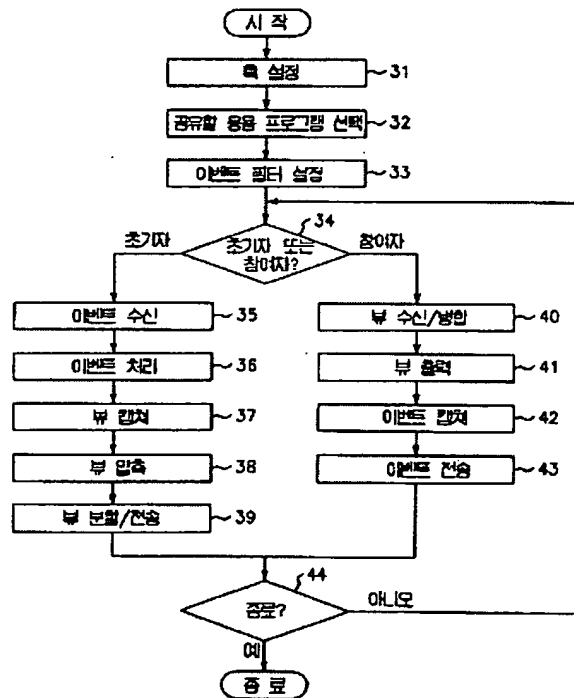 시 작
훅 설정
31
공유할 응용 프로그램 선택
32
이벤트 필터 설정
33
34
초기자 또는
참여자?
초기자
참여자
이벤트 수신
35
이벤트 처리
36
뷰 캡쳐
37
뷰 압축
38
뷰 분할/전송
39
뷰 수신/병합
40
뷰 출력
41
이벤트 캡쳐
42
이벤트 전송
43
44
종료?
아니오
예
종 료